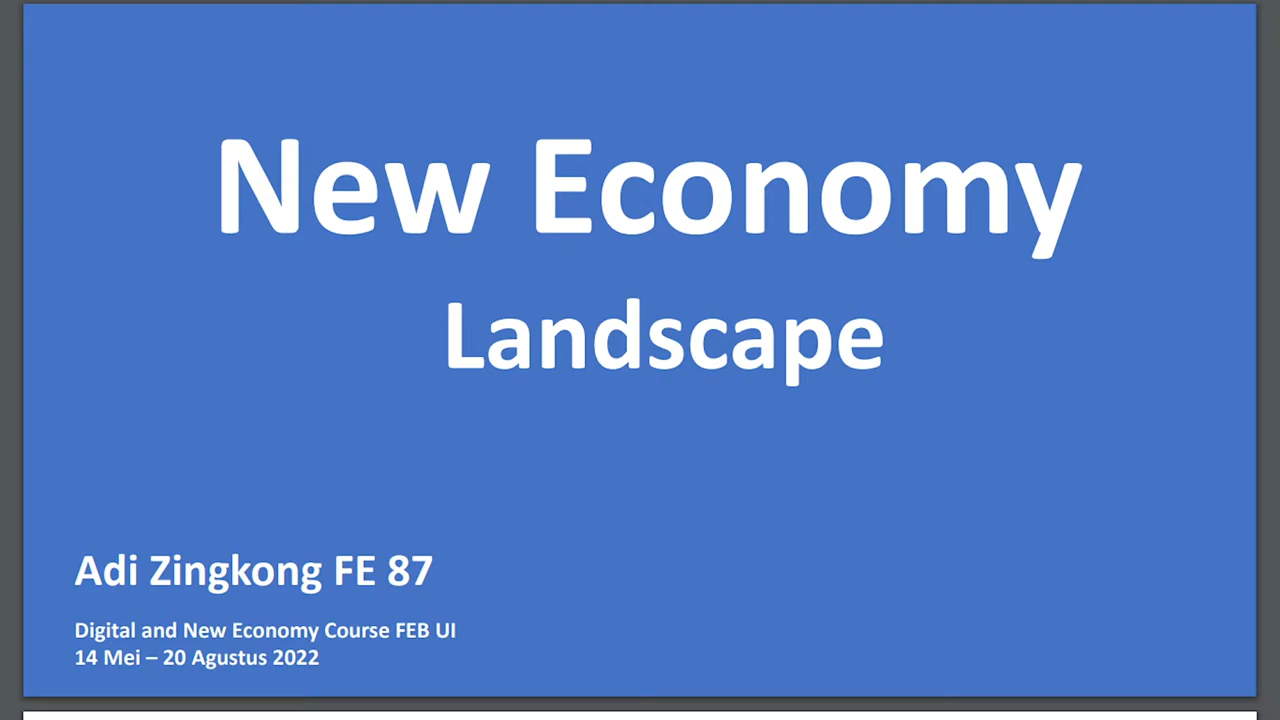 New Economy
Landscape
Adi Zingkong FE 87
Digital and New Economy Course FEB UI
14 Mei – 20 Agustus 2022